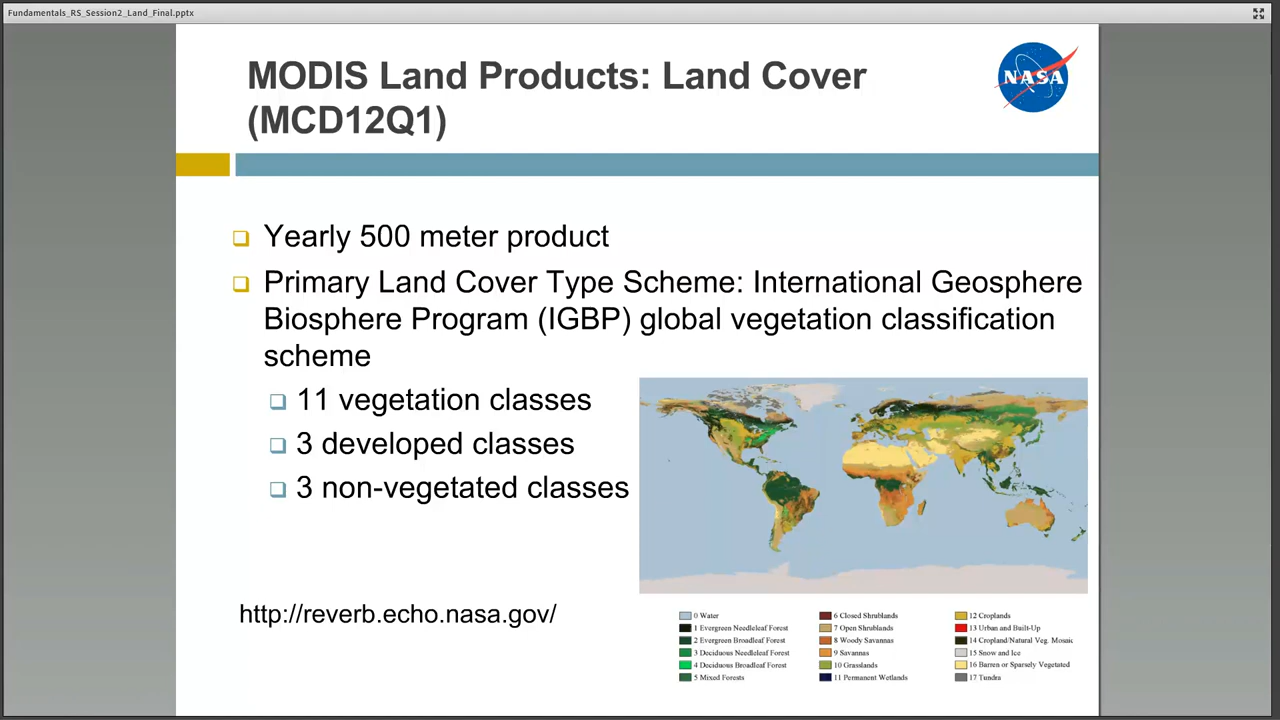 Fundamentals_RS_Session2_Land_Final.pptx
MODIS Land Products: Land Cover
(MCD12Q1)
NASA
Yearly 500 meter product
Primary Land Cover Type Scheme: International Geosphere
Biosphere Program (IGBP) global vegetation classification
scheme
11 vegetation classes
3 developed classes
3 non-vegetated classes
http://reverb.echo.nasa.gov/
0 Water
1 Evergreen Needleleaf Forest
2 Evergreen Broadleaf Forest
3 Deciduous Needleleaf Forest
4 Deciduous Broadleaf Forest
5 Mixed Forests
6 Closed Shrublands
7 Open Shrublands
8 Woody Savannas
9 Savannas
10 Grasslands
11 Permanent Wetlands
12 Croplands
13 Urban and Built-Up
14 Cropland/Natural Veg. Mosaic
15 Snow and Ice
16 Barren or Sparsely Vegetated
17 Tundra